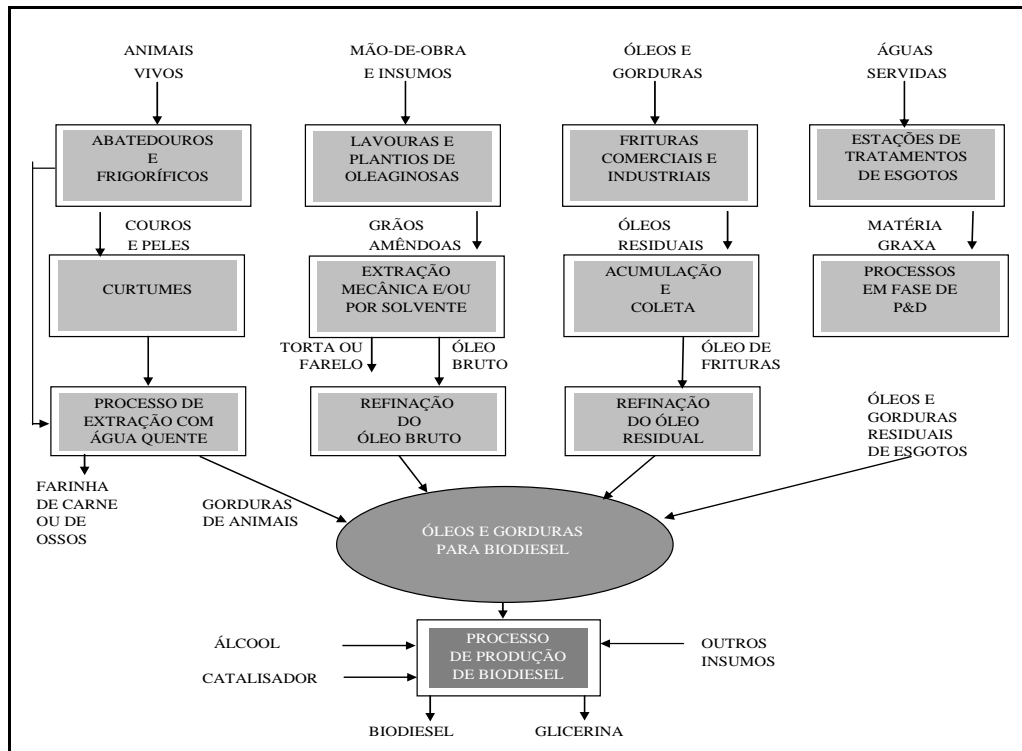 ANIMAIS
VIVOS
MÃO-DE-OBRA
E INSUMOS
ÓLEOS E
GORDURAS
ÁGUAS
SERVIDAS
ABATEDOUROS
E
FRIGORÍFICOS
LAVOURAS E
PLANTIOS DE
OLEAGINOSAS
FRITURAS
COMERCIAIS E
INDUSTRIAIS
ESTAÇÕES DE
TRATAMENTOS
DE ESGOTOS
COUROS
E PELES
GRÃOS
AMÊNDOAS
ÓLEOS
RESIDUAIS
MATÉRIA
GRAXA
CURTUMES
EXTRAÇÃO
MECÂNICA E/OU
POR SOLVENTE
ACUMULAÇÃO
E
COLETA
PROCESSOS
EM FASE DE
P&D
TORTA OU
FARELO
ÓLEO
BRUTO
ÓLEO DE
FRITURAS
PROCESSO DE
EXTRAÇÃO COM
ÁGUA QUENTE
REFINAÇÃO
DO
ÓLEO BRUTO
REFINAÇÃO
DO ÓLEO
RESIDUAL
ÓLEOS E
GORDURAS
RESIDUAIS
DE ESGOTOS
FARINHA
DE CARNE
OU DE
OSSOS
GORDURAS
DE ANIMAIS
ÓLEOS E GORDURAS
PARA BIODIESEL
ÁLCOOL
CATALISADOR
PROCESSO
DE PRODUÇÃO
DE BIODIESEL
OUTROS
INSUMOS
BIODIESEL
GLICERINA